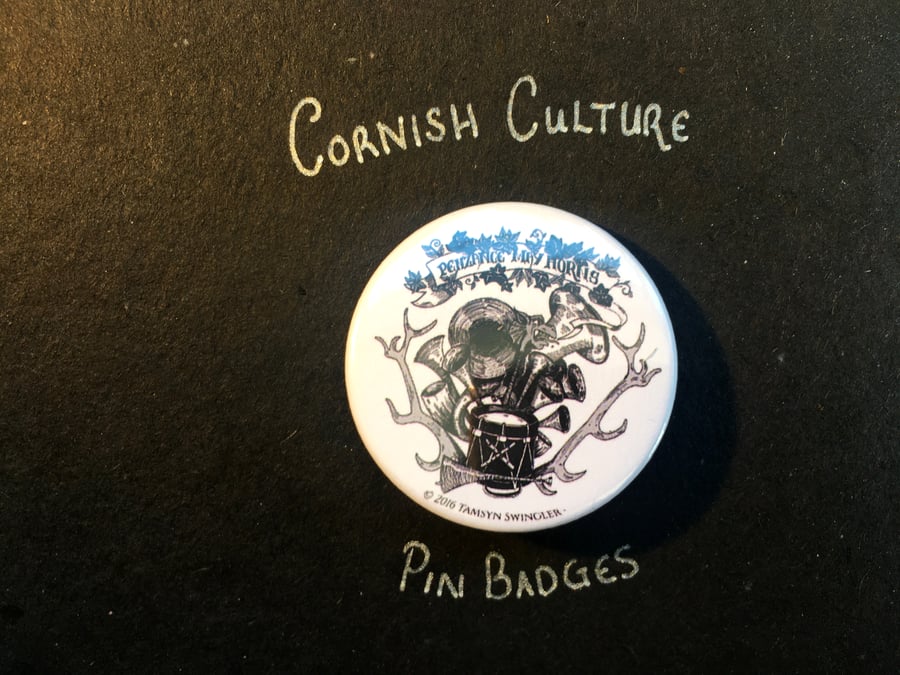 Cornish Culture
PENZANCE MAY HORNS
© 2016 Tamsyn Swingler.
Pin Badges